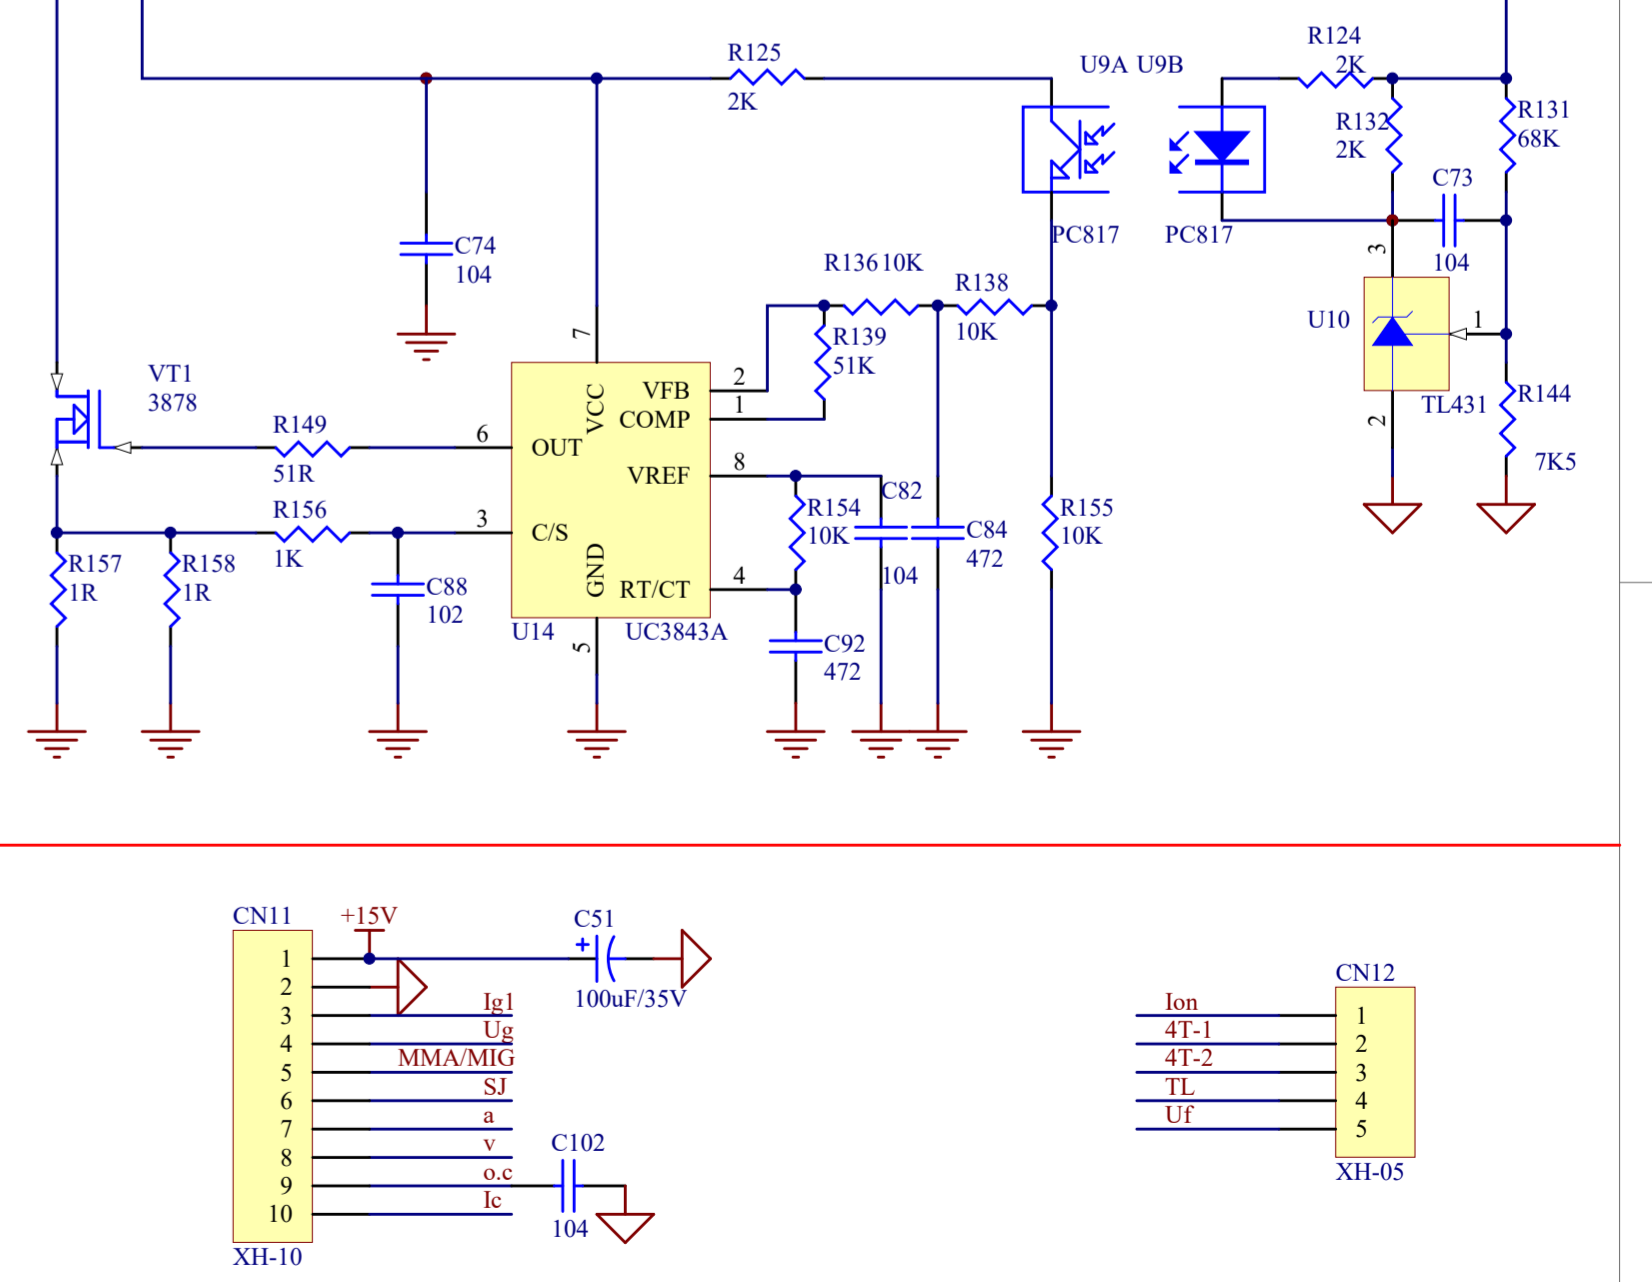 R125
2K
U9A U9B
R124
2K
R132
2K
R131
68K
C73
104
C74
104
PC817
PC817
R136 10K
R138
10K
R139
51K
3
U10
1
TL431
2
R144
7K5
VT1
3878
7
VCC
VFB
2
COMP
1
R149
51R
6
OUT
VREF
8
C82
104
R154
10K
C84
472
R155
10K
R156
1K
3
C/S
R157
1R
R158
1R
C88
102
GND
RT/CT
4
U14
UC3843A
5
C92
472
CN11
+15V
C51
+
100uF/35V
1
2
3 Ig1
4 Ug
5 MMA/MIG
6 SJ
7 a
8 v
9 o.c
10 Ic
C102
104
XH-10
CN12
Ion 1
4T-1 2
4T-2 3
TL 4
Uf 5
XH-05